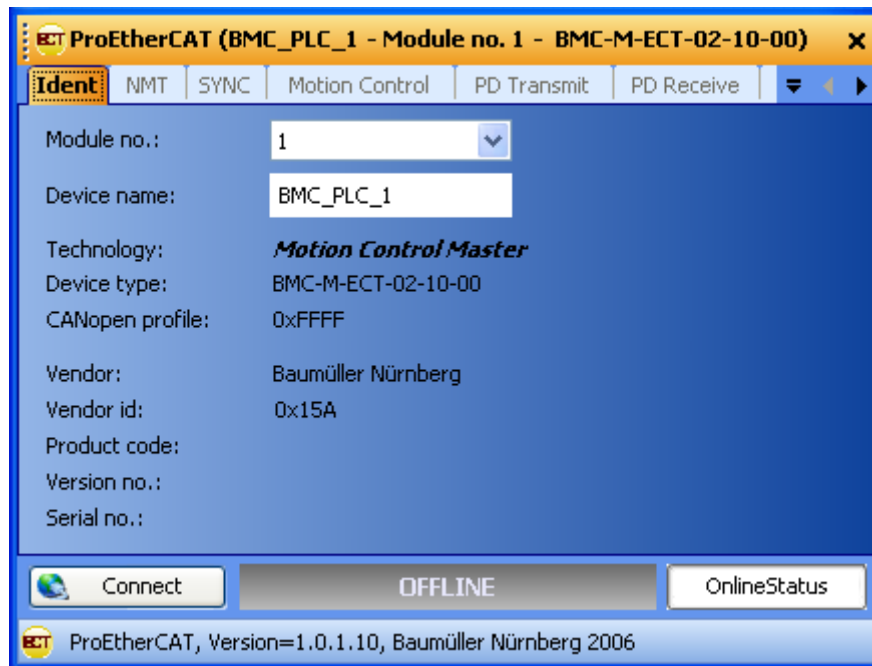 ECT ProEtherCAT (BMC_PLC_1 - Module no. 1 - BMC-M-ECT-02-10-00)
Ident NMT SYNC Motion Control PD Transmit PD Receive
Module no.: 1
Device name: BMC_PLC_1
Technology: Motion Control Master
Device type: BMC-M-ECT-02-10-00
CANopen profile: 0xFFFF
Vendor: Baumüller Nürnberg
Vendor id: 0x15A
Product code:
Version no.:
Serial no.:
Connect OFFLINE OnlineStatus
ECT ProEtherCAT, Version=1.0.1.10, Baumüller Nürnberg 2006